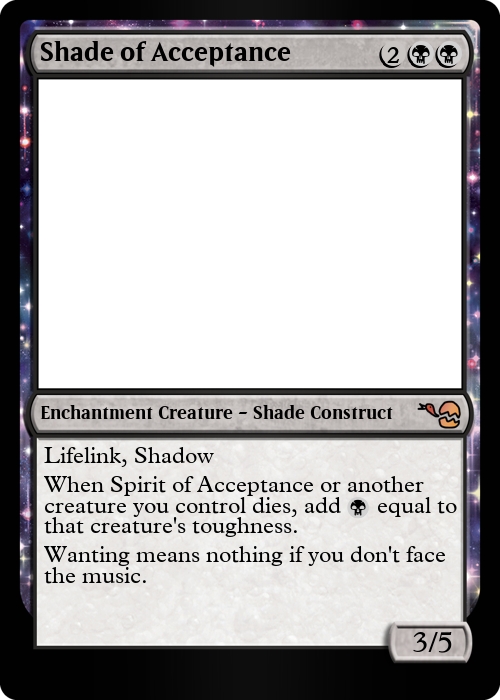 Shade of Acceptance 2
Enchantment Creature – Shade Construct
Lifelink, Shadow
When Spirit of Acceptance or another
creature you control dies, add equal to
that creature's toughness.
Wanting means nothing if you don't face
the music.
3/5